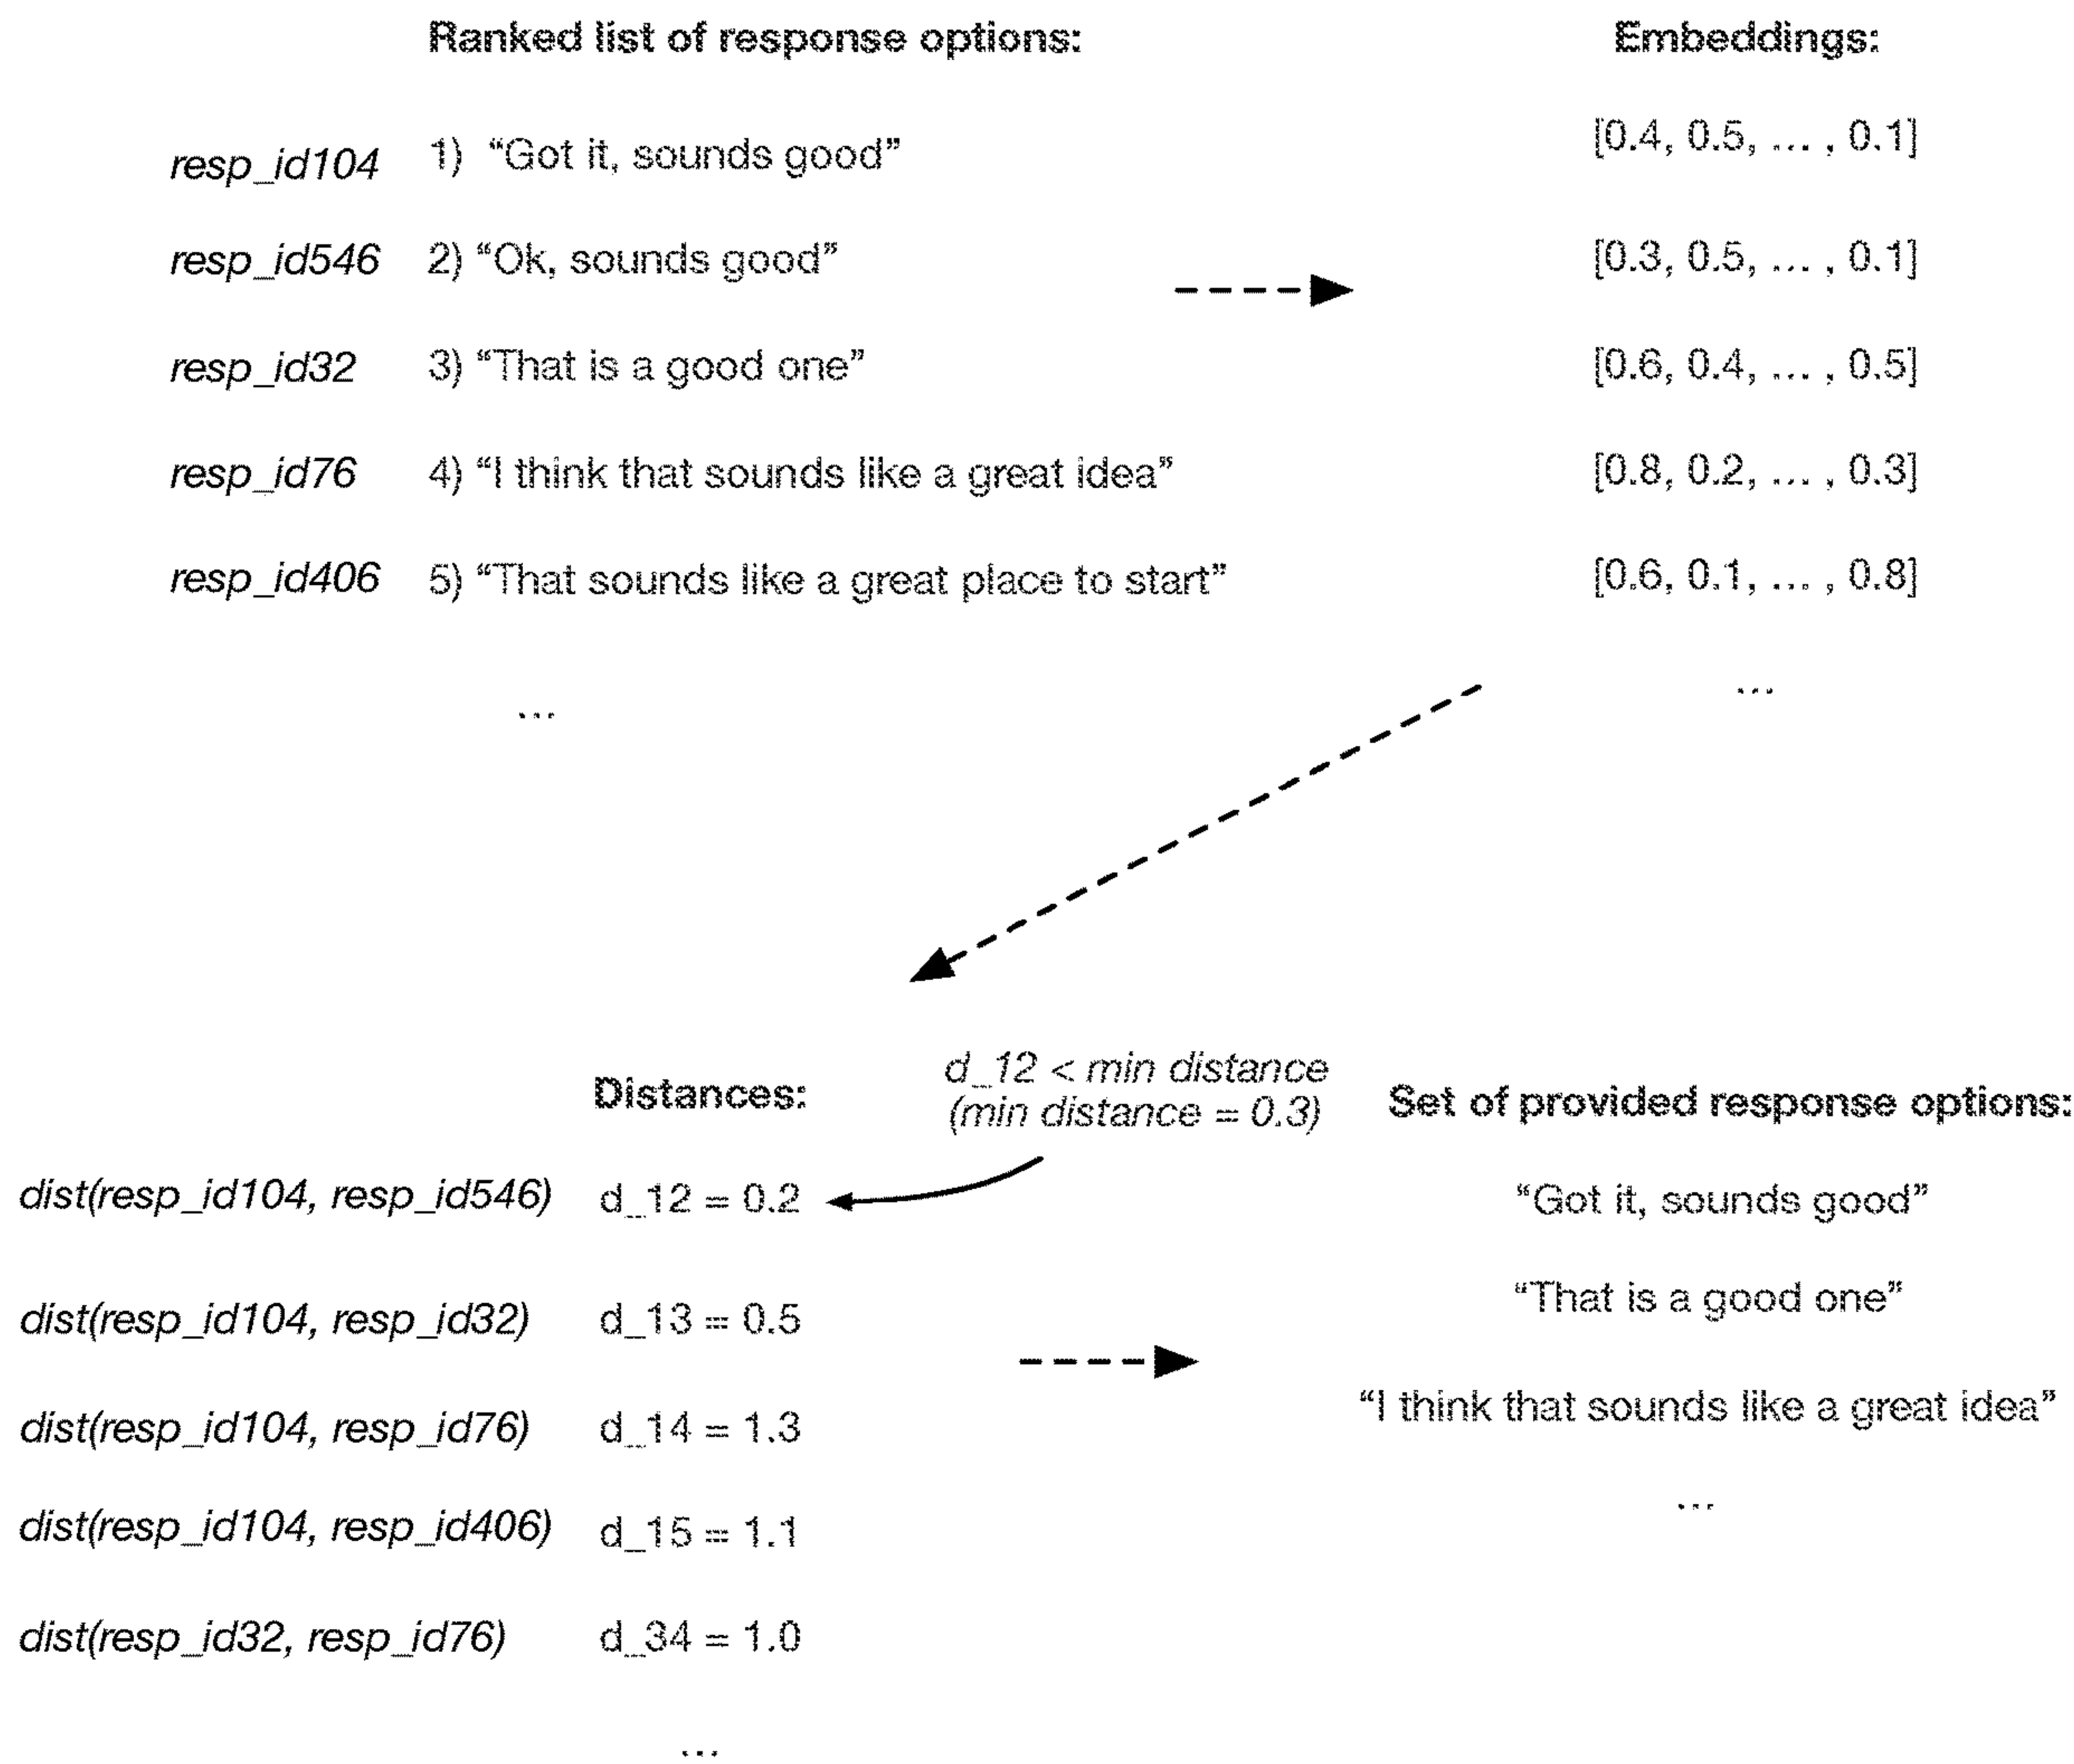 Ranked list of response options:
Embeddings:
resp_id104 1) “Got it, sounds good” [0.4, 0.5, ... , 0.1]
resp_id546 2) “Ok, sounds good” [0.3, 0.5, ... , 0.1]
resp_id32 3) “That is a good one” [0.6, 0.4, ... , 0.5]
resp_id76 4) “I think that sounds like a great idea” [0.8, 0.2, ... , 0.3]
resp_id406 5) “That sounds like a great place to start” [0.6, 0.1, ... , 0.8]
...
...
Distances:
d_12 < min distance
(min distance = 0.3)
dist(resp_id104, resp_id546) d_12 = 0.2
dist(resp_id104, resp_id32) d_13 = 0.5
dist(resp_id104, resp_id76) d_14 = 1.3
dist(resp_id104, resp_id406) d_15 = 1.1
dist(resp_id32, resp_id76) d_34 = 1.0
...
Set of provided response options:
“Got it, sounds good”
“That is a good one”
“I think that sounds like a great idea”
...